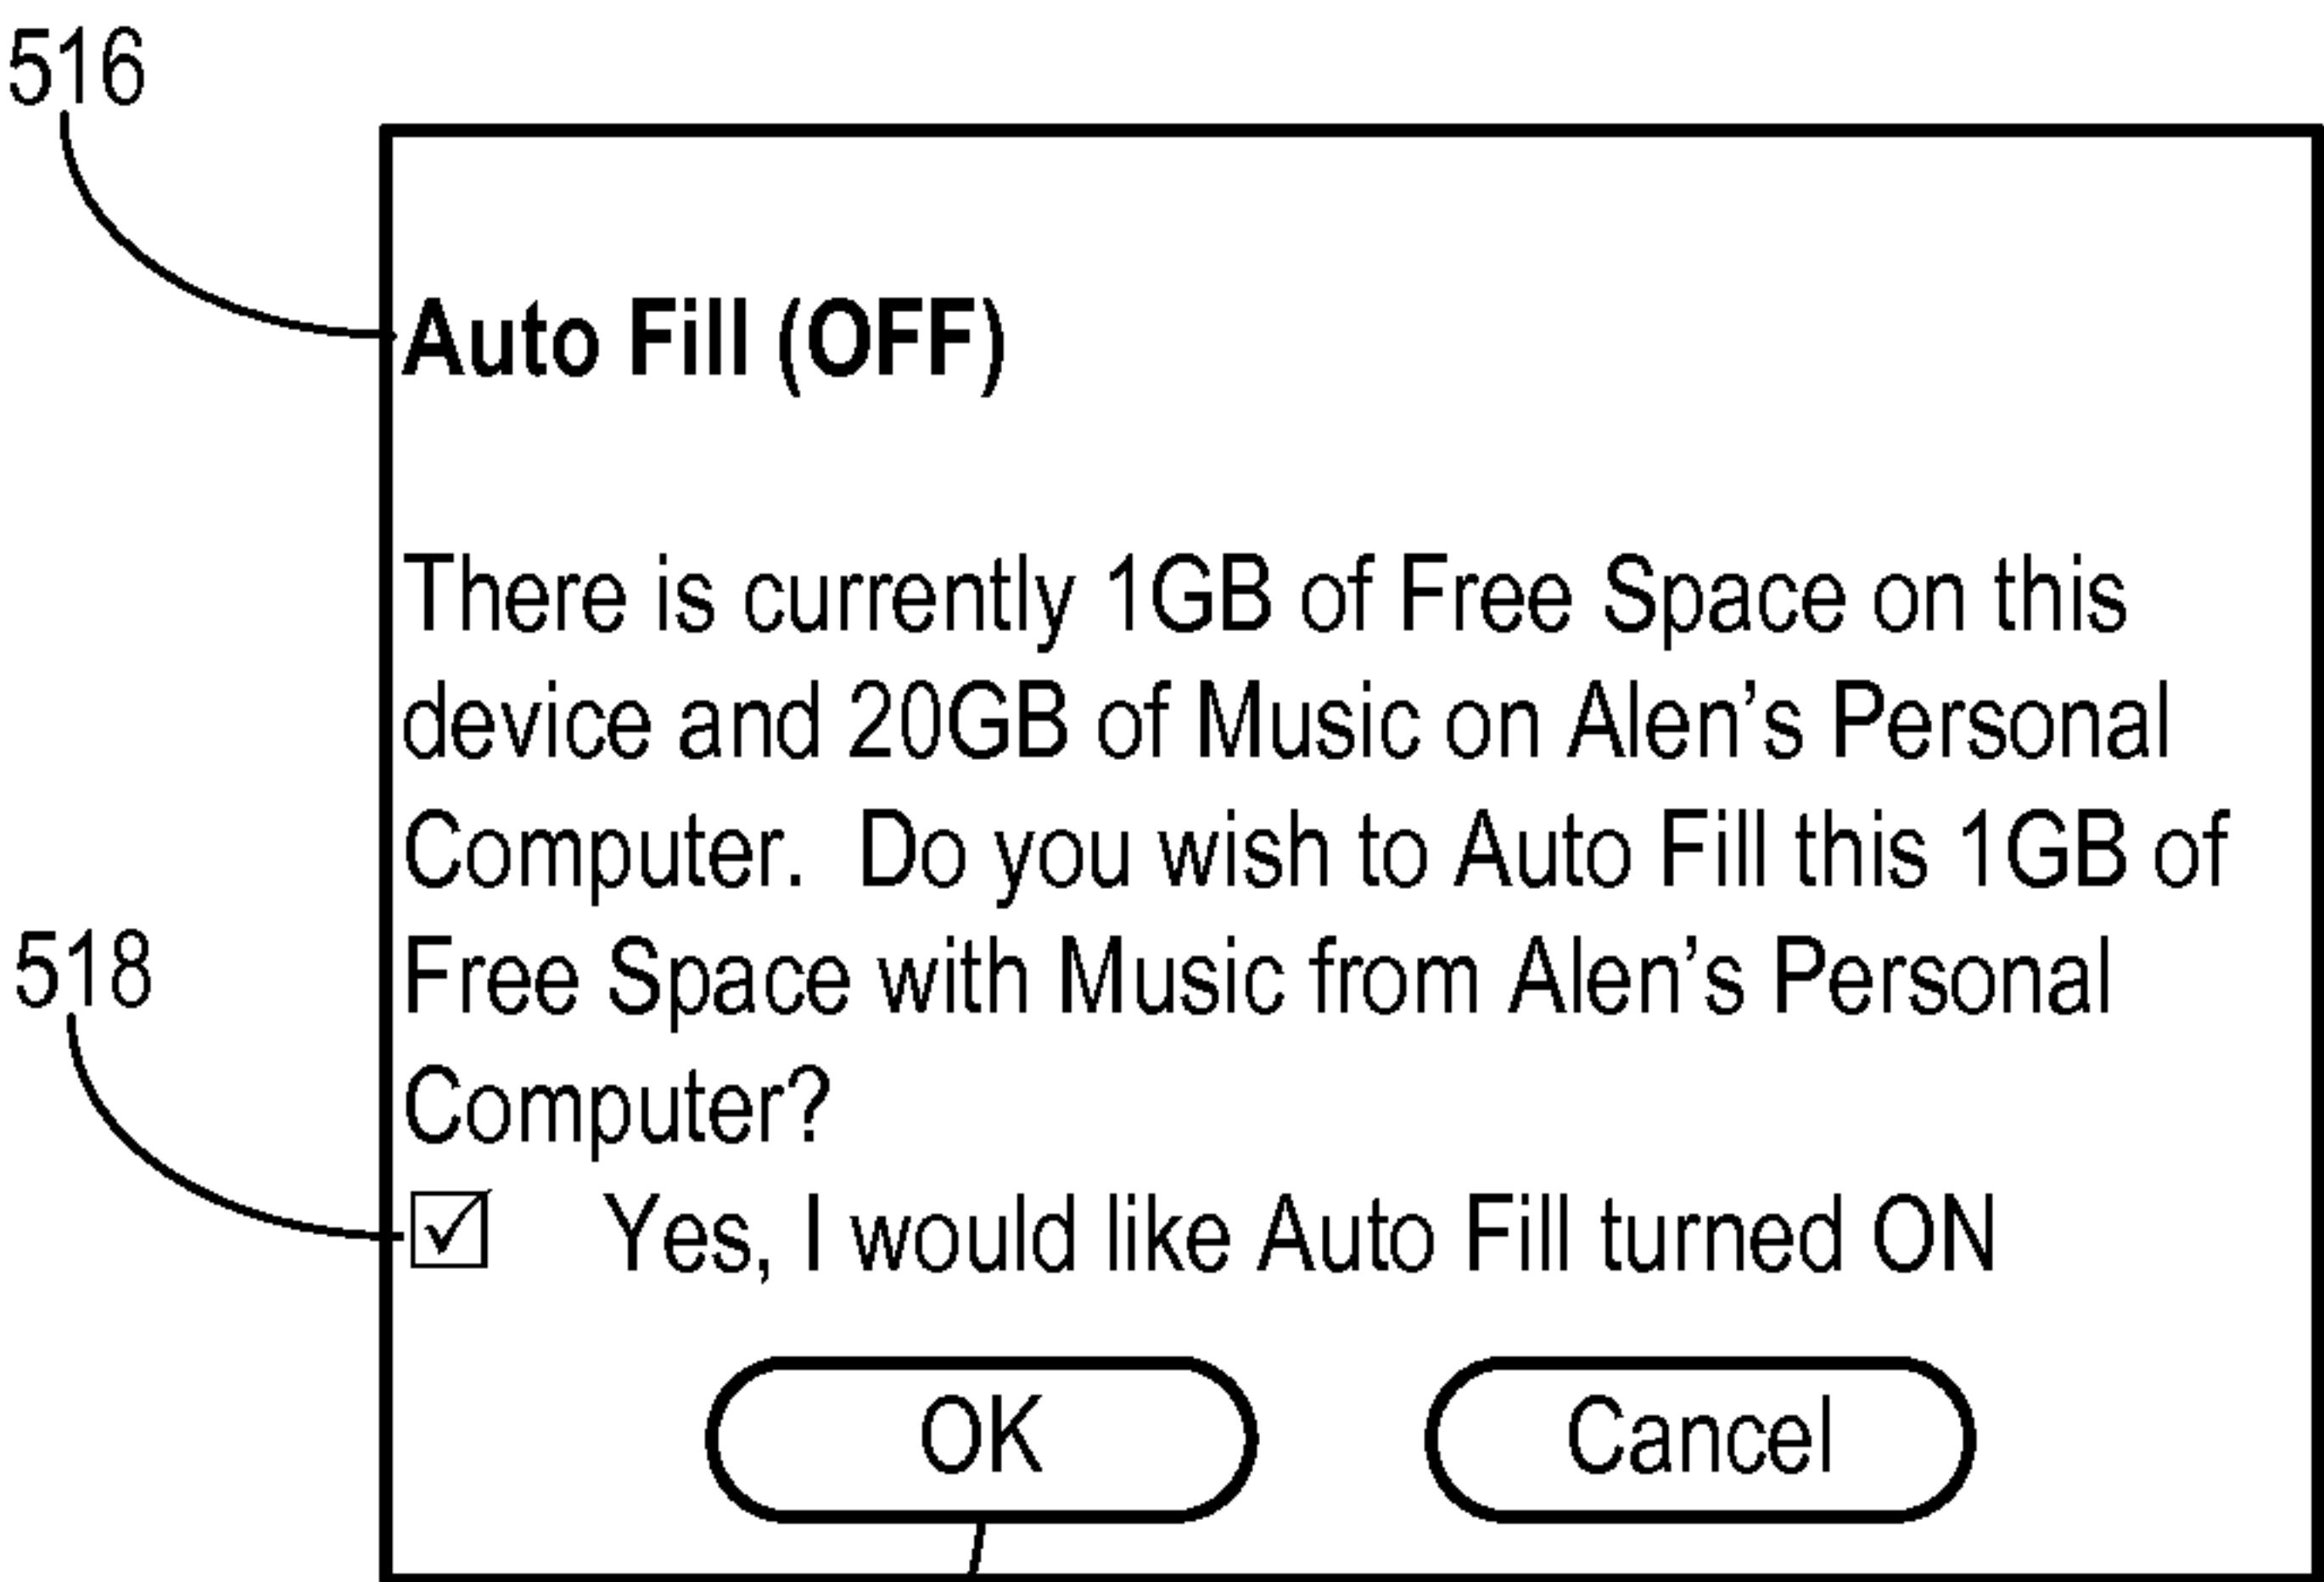 516
Auto Fill (OFF)
There is currently 1GB of Free Space on this
device and 20GB of Music on Alen's Personal
Computer. Do you wish to Auto Fill this 1GB of
Free Space with Music from Alen's Personal
Computer?
518
Yes, I would like Auto Fill turned ON
OK
Cancel